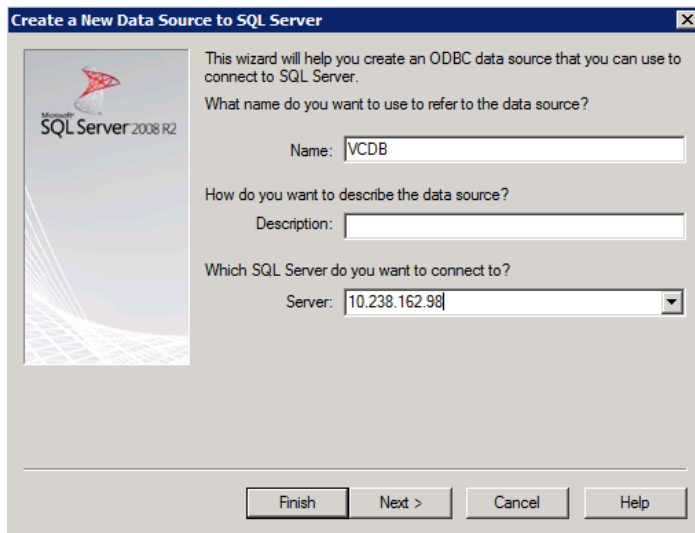 Create a New Data Source to SQL Server
Microsoft
SQL Server 2008 R2
This wizard will help you create an ODBC data source that you can use to
connect to SQL Server.
What name do you want to use to refer to the data source?
Name: VCDB
How do you want to describe the data source?
Description:
Which SQL Server do you want to connect to?
Server: 10.238.162.98
Finish Next > Cancel Help